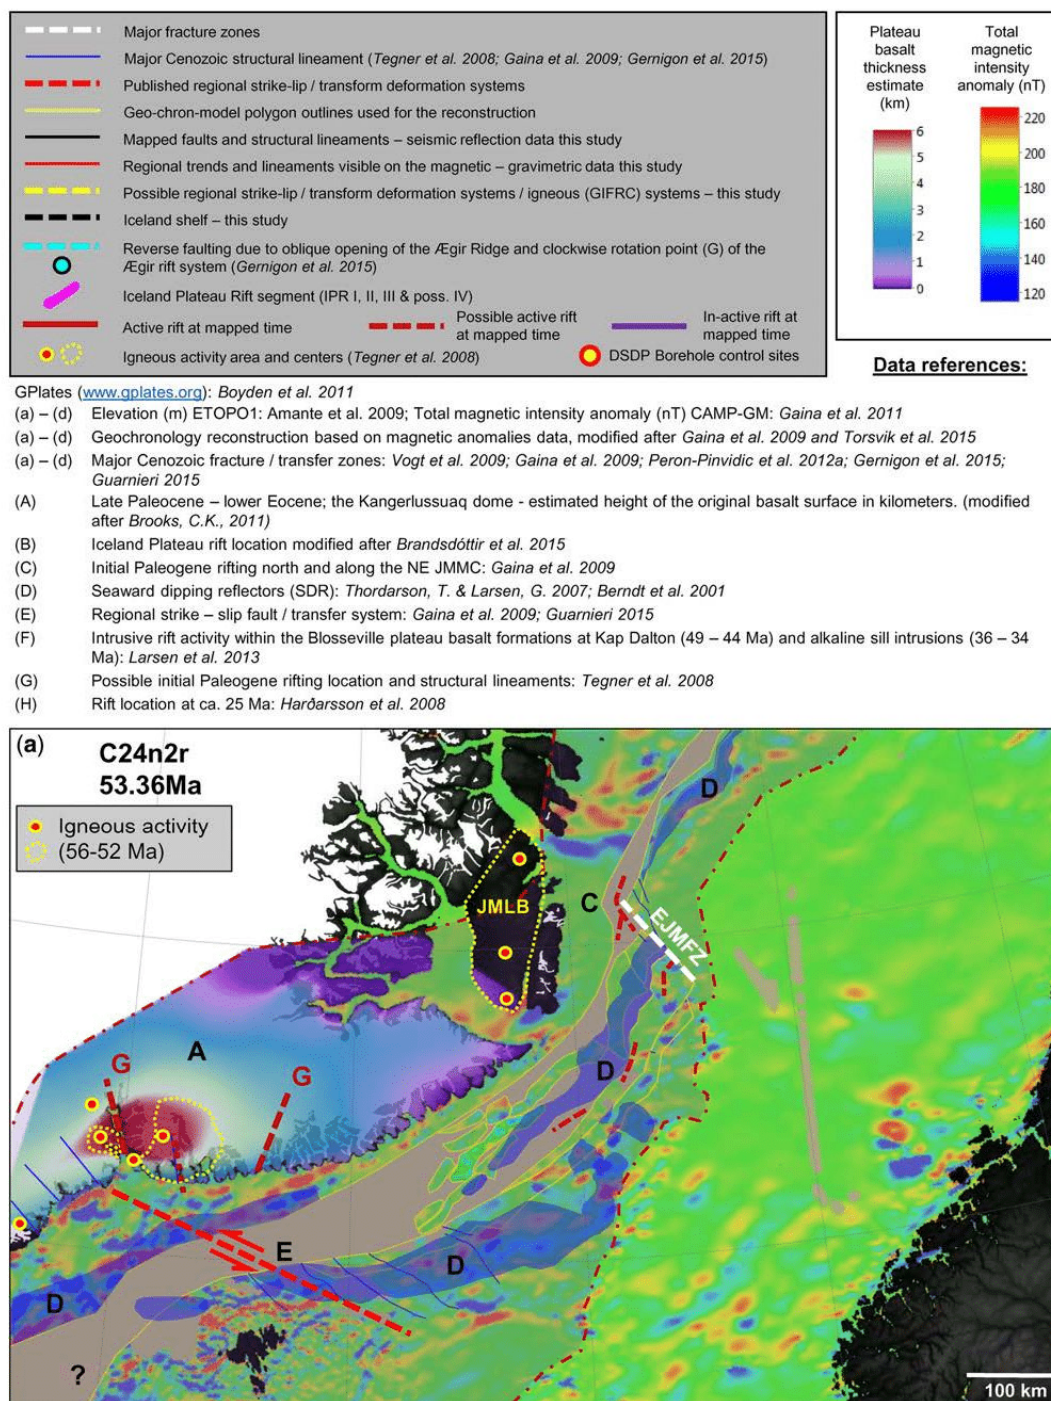 Major fracture zones
Major Cenozoic structural lineament (Tegner et al. 2008; Gaina et al. 2009; Gernigon et al. 2015)
Published regional strike-lip / transform deformation systems
Geo-chron-model polygon outlines used for the reconstruction
Mapped faults and structural lineaments – seismic reflection data this study
Regional trends and lineaments visible on the magnetic – gravimetric data this study
Possible regional strike-lip / transform deformation systems / igneous (GIFRC) systems – this study
Iceland shelf – this study
Reverse faulting due to oblique opening of the Ægir Ridge and clockwise rotation point (G) of the
Ægir rift system (Gernigon et al. 2015)
Iceland Plateau Rift segment (IPR I, II, III & poss. IV)
Active rift at mapped time
Possible active rift
at mapped time
In-active rift at
mapped time
Igneous activity area and centers (Tegner et al. 2008)
DSDP Borehole control sites
Plateau
basalt
thickness
estimate
(km)
6
5
4
3
2
1
0
Total
magnetic
intensity
anomaly (nT)
220
200
180
160
140
120
Data references:
GPlates (www.gplates.org): Boyden et al. 2011
(a) – (d) Elevation (m) ETOPO1: Amante et al. 2009; Total magnetic intensity anomaly (nT) CAMP-GM: Gaina et al. 2011
(a) – (d) Geochronology reconstruction based on magnetic anomalies data, modified after Gaina et al. 2009 and Torsvik et al. 2015
(a) – (d) Major Cenozoic fracture / transfer zones: Vogt et al. 2009; Gaina et al. 2009; Peron-Pinvidic et al. 2012a; Gernigon et al. 2015;
Guarnieri 2015
(A) Late Paleocene – lower Eocene; the Kangerlussuaq dome - estimated height of the original basalt surface in kilometers. (modified
after Brooks, C.K., 2011)
(B) Iceland Plateau rift location modified after Brandsdóttir et al. 2015
(C) Initial Paleogene rifting north and along the NE JMMC: Gaina et al. 2009
(D) Seaward dipping reflectors (SDR): Thordarson, T. & Larsen, G. 2007; Berndt et al. 2001
(E) Regional strike – slip fault / transfer system: Gaina et al. 2009; Guarnieri 2015
(F) Intrusive rift activity within the Blosseville plateau basalt formations at Kap Dalton (49 – 44 Ma) and alkaline sill intrusions (36 – 34
Ma): Larsen et al. 2013
(G) Possible initial Paleogene rifting location and structural lineaments: Tegner et al. 2008
(H) Rift location at ca. 25 Ma: Harðarsson et al. 2008
(a)
C24n2r
53.36Ma
Igneous activity
(56-52 Ma)
D
JMLB
C
EJMFZ
A
G
G
D
E
D
D
?
100 km